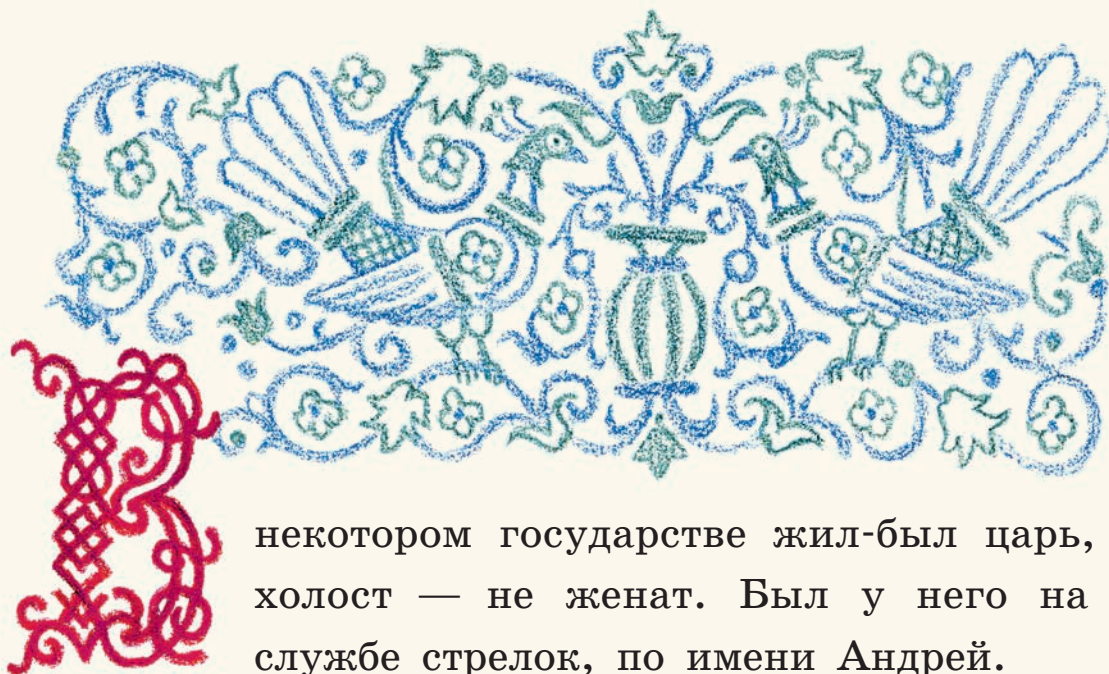 В некотором государстве жил-был царь,
холост — не женат. Был у него на
службе стрелок, по имени Андрей.